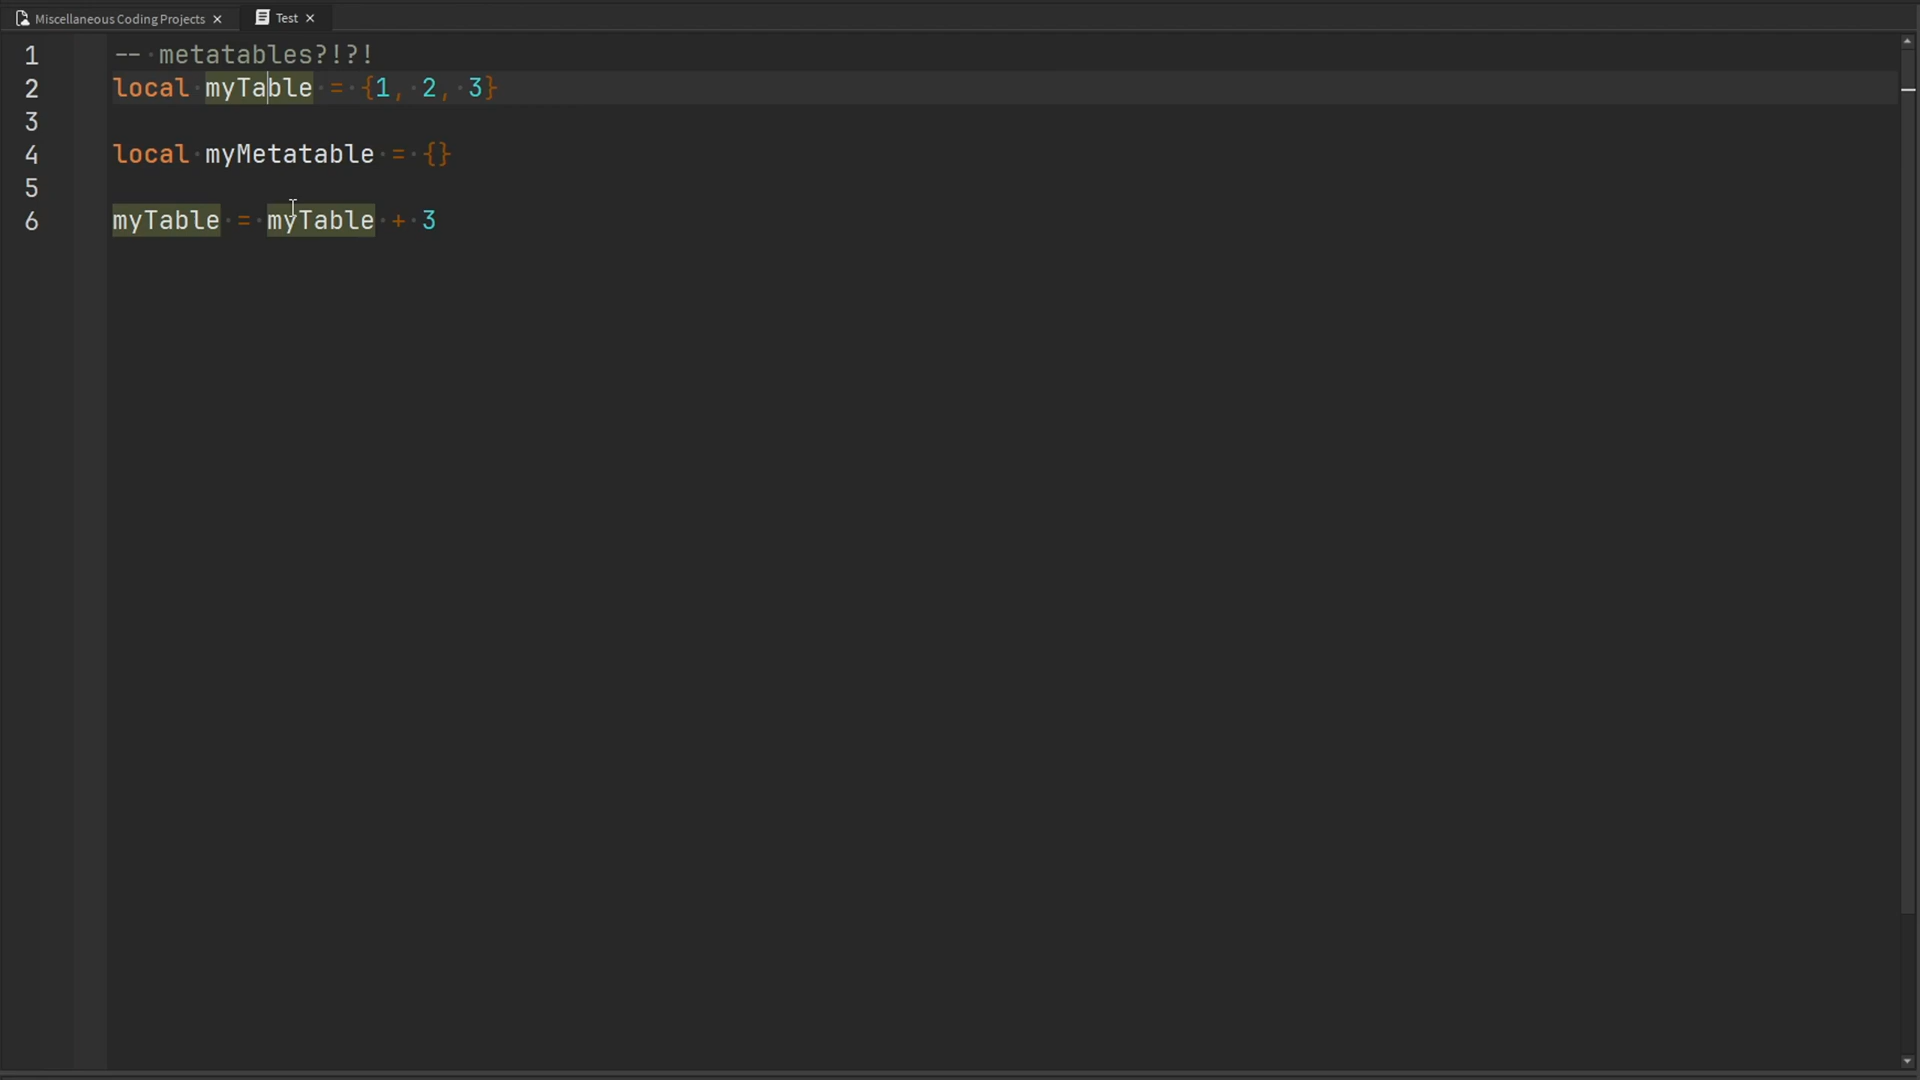 Miscellaneous Coding Projects × Test ×
1 -- metatables?!?!
2 local myTable = {1, 2, 3}
3
4 local myMetatable = {}
5
6 myTable = myTable + 3